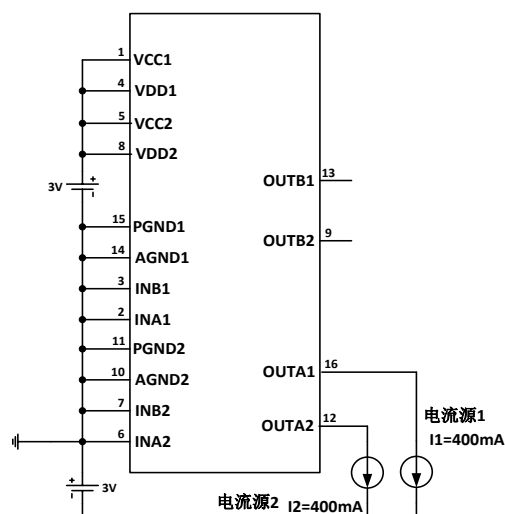 1 VCC1
4 VDD1
5 VCC2
8 VDD2
3V + -
15 PGND1
14 AGND1
3 INB1
2 INA1
11 PGND2
10 AGND2
7 INB2
6 INA2
+ - 3V
OUTB1 13
OUTB2 9
OUTA1 16
OUTA2 12
电流源1
I1=400mA
电流源2 I2=400mA